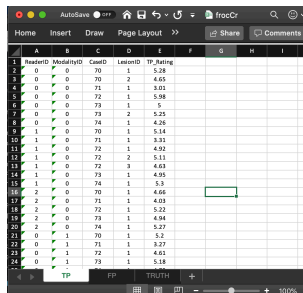 AutoSave OFF frocCr
Home Insert Draw Page Layout >> Share Comments
A B C D E F G H I
1 ReaderID ModalityID CaseID LesionID TP_Rating
2 0 0 70 1 5.28
3 0 0 70 2 4.65
4 0 0 71 1 3.01
5 0 0 72 1 5.98
6 0 0 73 1 5
7 0 0 73 2 5.25
8 0 0 74 1 4.26
9 1 0 70 1 5.14
10 1 0 71 1 3.31
11 1 0 72 1 4.92
12 1 0 72 2 5.11
13 1 0 72 3 4.63
14 1 0 73 1 4.95
15 1 0 74 1 5.3
16 2 0 70 1 4.66
17 2 0 71 1 4.03
18 2 0 72 1 5.22
19 2 0 73 1 4.94
20 2 0 74 1 5.27
21 0 1 70 1 5.2
22 0 1 71 1 3.27
23 0 1 72 1 4.61
24 0 1 73 1 5.18
TP FP TRUTH +
100%